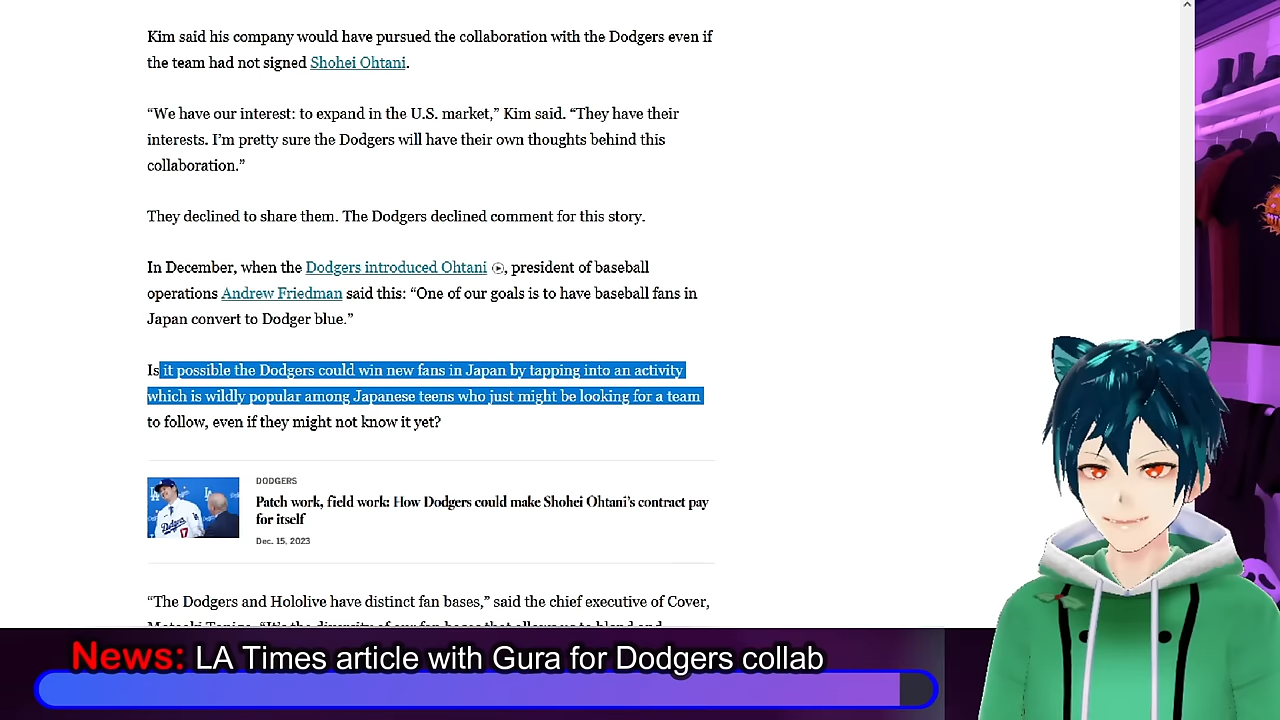 Kim said his company would have pursued the collaboration with the Dodgers even if
the team had not signed Shohei Ohtani.
“We have our interest: to expand in the U.S. market,” Kim said. “They have their
interests. I’m pretty sure the Dodgers will have their own thoughts behind this
collaboration.”
They declined to share them. The Dodgers declined comment for this story.
In December, when the Dodgers introduced Ohtani, president of baseball
operations Andrew Friedman said this: “One of our goals is to have baseball fans in
Japan convert to Dodger blue.”
Is it possible the Dodgers could win new fans in Japan by tapping into an activity
which is wildly popular among Japanese teens who just might be looking for a team
to follow, even if they might not know it yet?
DODGERS
Patch work, field work: How Dodgers could make Shohei Ohtani’s contract pay
for itself
Dec. 15, 2023
“The Dodgers and Hololive have distinct fan bases,” said the chief executive of Cover,
News: LA Times article with Gura for Dodgers collab